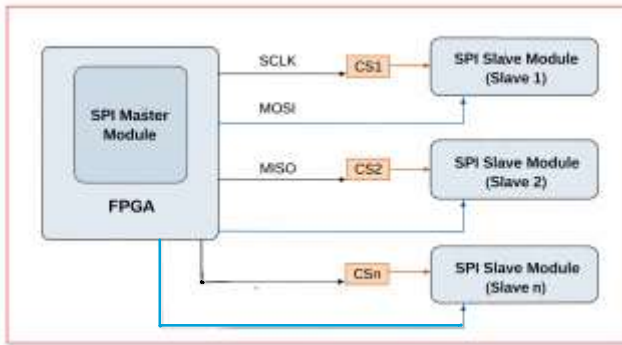 SCLK
CS1
SPI Slave Module
(Slave 1)
SPI Master
Module
MOSI
MISO
CS2
SPI Slave Module
(Slave 2)
FPGA
CSn
SPI Slave Module
(Slave n)